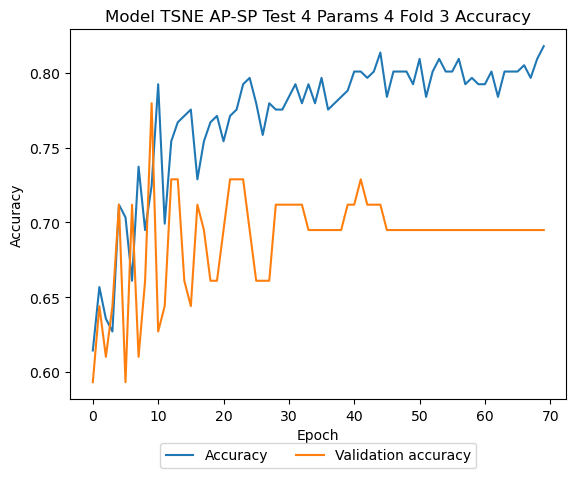 Model TSNE AP-SP Test 4 Params 4 Fold 3 Accuracy
0.80
0.75
0.70
0.65
0.60
Accuracy
0 10 20 30 40 50 60 70
Epoch
Accuracy Validation accuracy